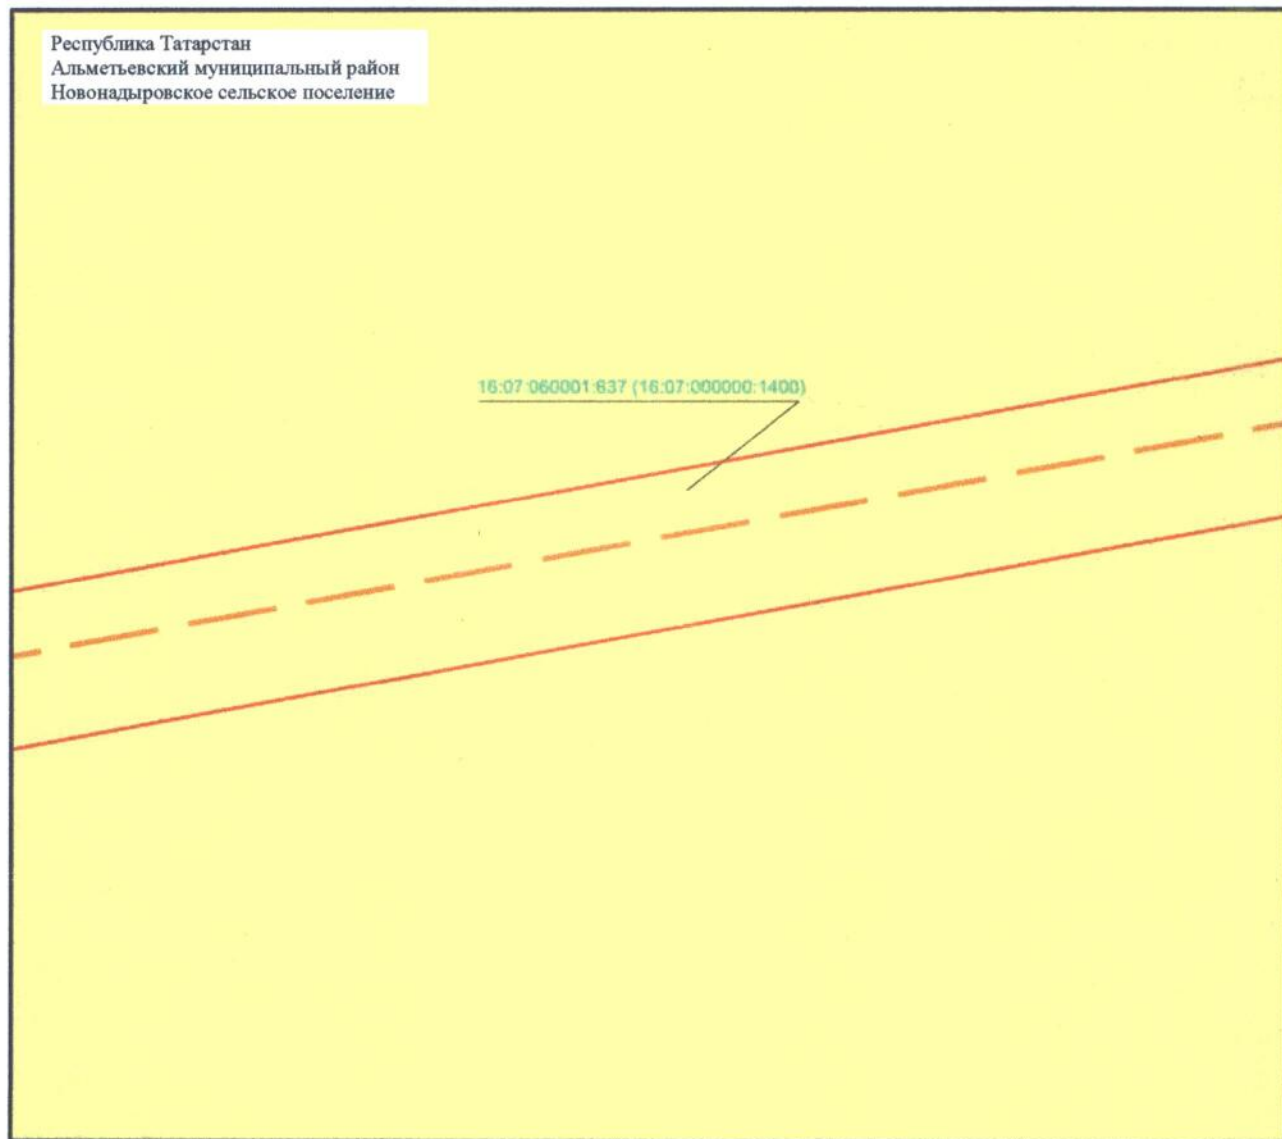 Республика Татарстан
Альметьевский муниципальный район
Новонадыровское сельское поселение
16:07:060001:637 (16:07:000000:1400)